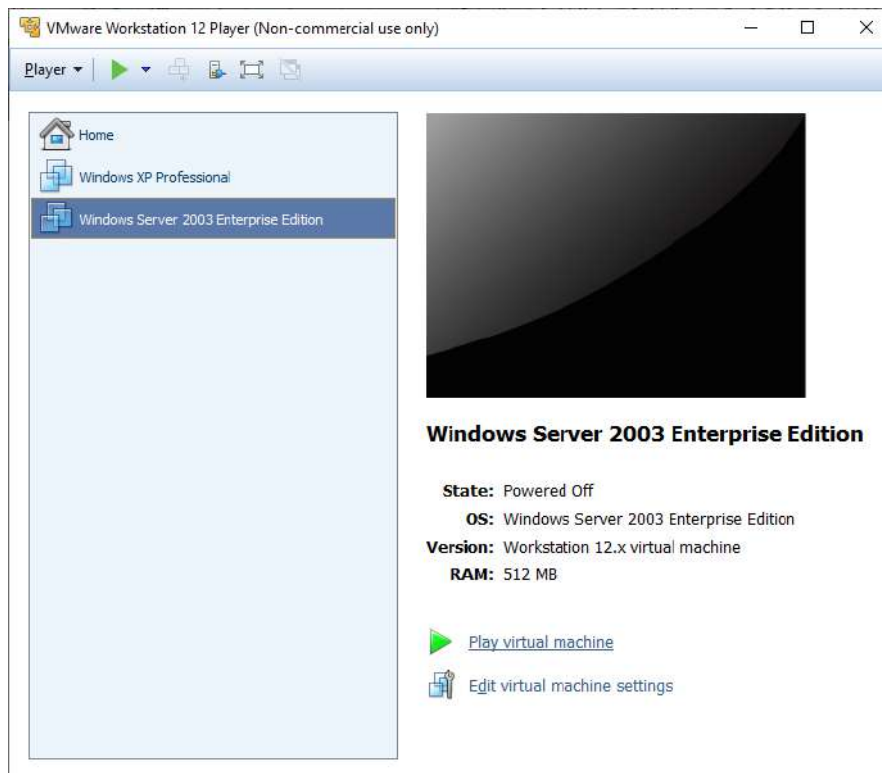 VMware Workstation 12 Player (Non-commercial use only)
Player
Home
Windows XP Professional
Windows Server 2003 Enterprise Edition
Windows Server 2003 Enterprise Edition
State: Powered Off
OS: Windows Server 2003 Enterprise Edition
Version: Workstation 12.x virtual machine
RAM: 512 MB
Play virtual machine
Edit virtual machine settings